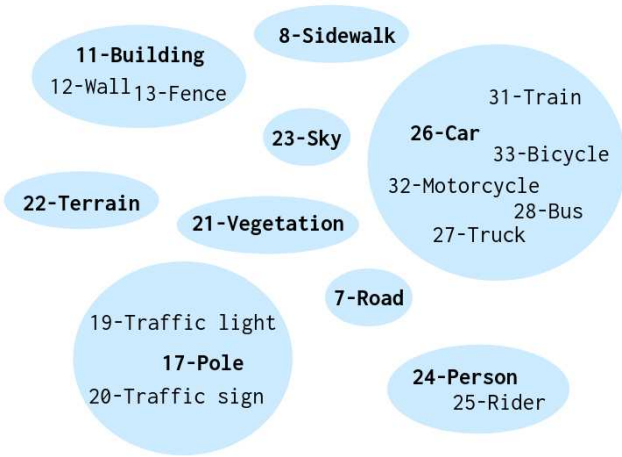 8-Sidewalk
11-Building
12-Wall
13-Fence
31-Train
26-Car
33-Bicycle
32-Motorcycle
28-Bus
27-Truck
23-Sky
22-Terrain
21-Vegetation
7-Road
19-Traffic light
17-Pole
20-Traffic sign
24-Person
25-Rider